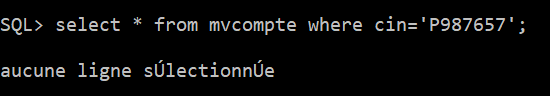 SQL> select * from mvcompte where cin='P987657';
aucune ligne sÚlectionnÚe